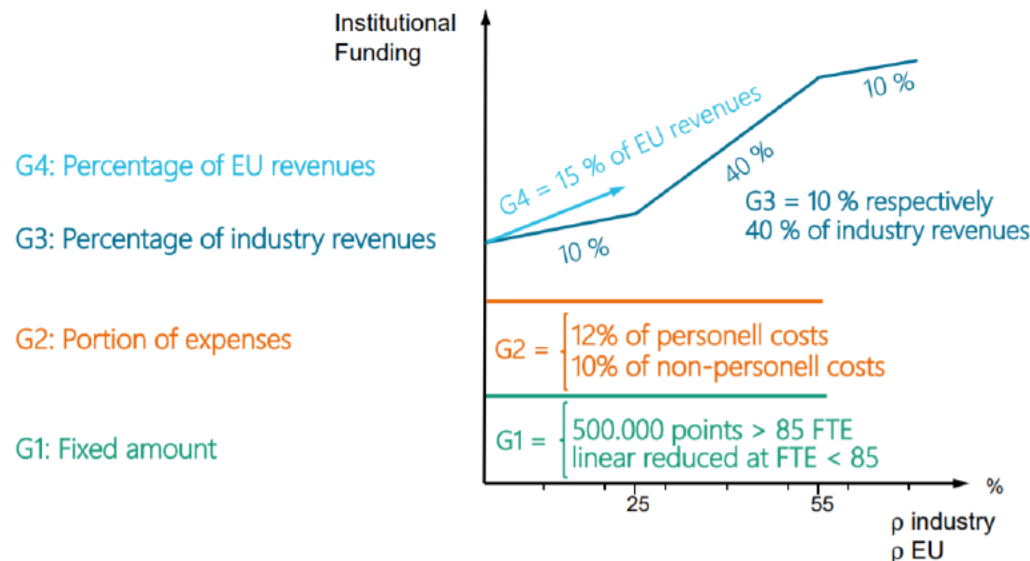 Institutional
Funding
G4: Percentage of EU revenues
G3: Percentage of industry revenues
G2: Portion of expenses
G1: Fixed amount
G4 = 15 % of EU revenues
10 %
40 %
10 %
G3 = 10 % respectively
40 % of industry revenues
G2 =
12% of personell costs
10% of non-personell costs
G1 =
500.000 points > 85 FTE
linear reduced at FTE < 85
25
55
%
ρ industry
ρ EU